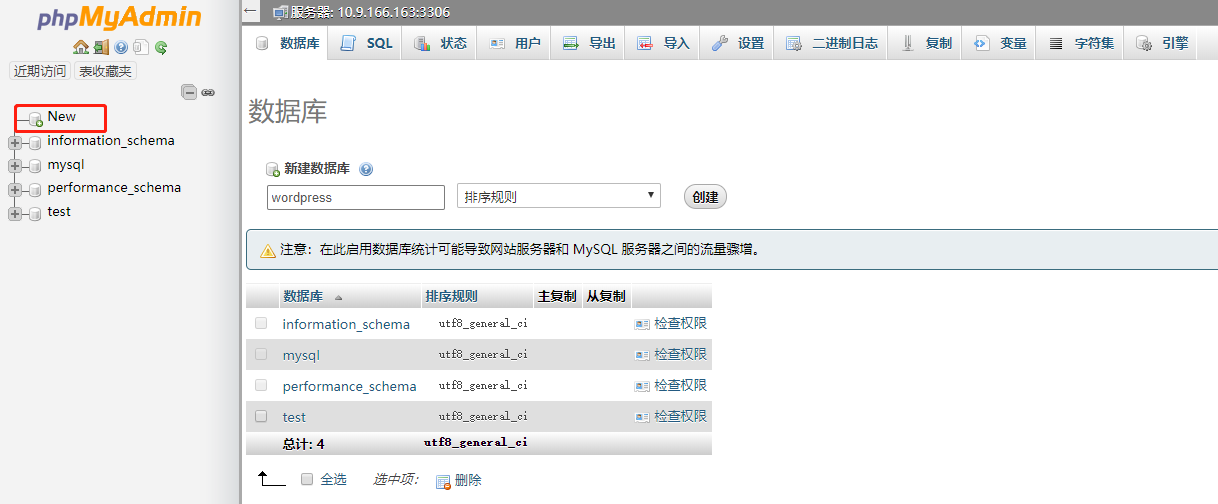 phpMyAdmin
近期访问 表收藏夹
New
information_schema
mysql
performance_schema
test
服务器: 10.9.166.163:3306
数据库 SQL 状态 用户 导出 导入 设置 二进制日志 复制 变量 字符集 引擎
数据库
新建数据库
wordpress 排序规则 创建
注意：在此启用数据库统计可能导致网站服务器和 MySQL 服务器之间的流量骤增。
数据库 排序规则 主复制 从复制
information_schema utf8_general_ci 检查权限
mysql utf8_general_ci 检查权限
performance_schema utf8_general_ci 检查权限
test utf8_general_ci 检查权限
总计: 4 utf8_general_ci
全选 选中项: 删除